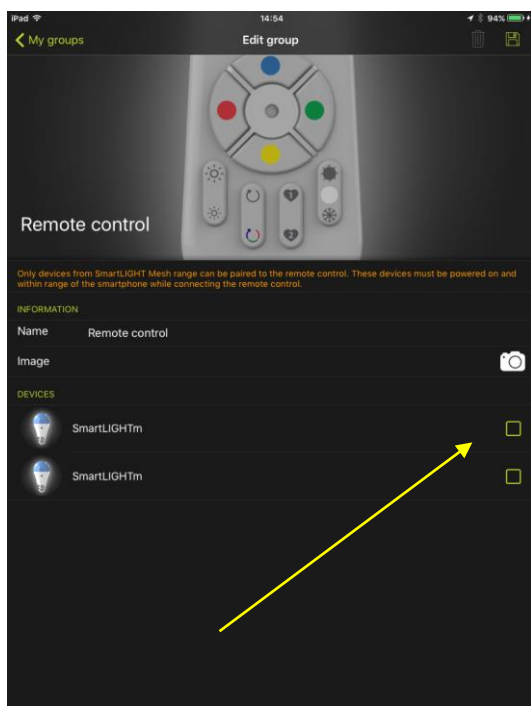 iPad 14:54 94%
My groups Edit group
1
2
Remote control
Only devices from SmartLIGHT Mesh range can be paired to the remote control. These devices must be powered on and
within range of the smartphone while connecting the remote control.
INFORMATION
Name Remote control
Image
DEVICES
SmartLIGHTm
SmartLIGHTm